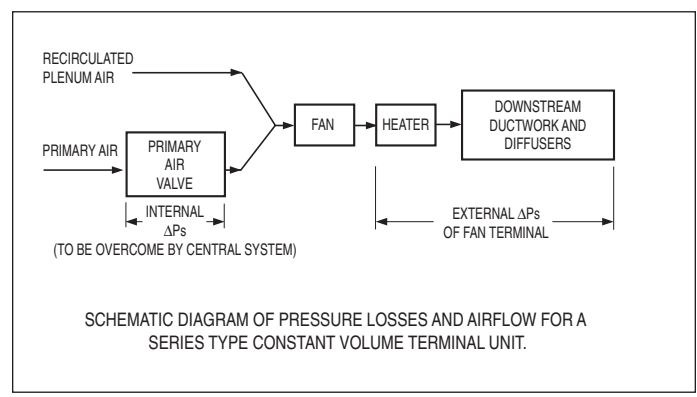 RECIRCULATED
PLENUM AIR
PRIMARY AIR
PRIMARY
AIR
VALVE
FAN
HEATER
DOWNSTREAM
DUCTWORK AND
DIFFUSERS
INTERNAL
ΔPs
(TO BE OVERCOME BY CENTRAL SYSTEM)
EXTERNAL ΔPs
OF FAN TERMINAL
SCHEMATIC DIAGRAM OF PRESSURE LOSSES AND AIRFLOW FOR A
SERIES TYPE CONSTANT VOLUME TERMINAL UNIT.